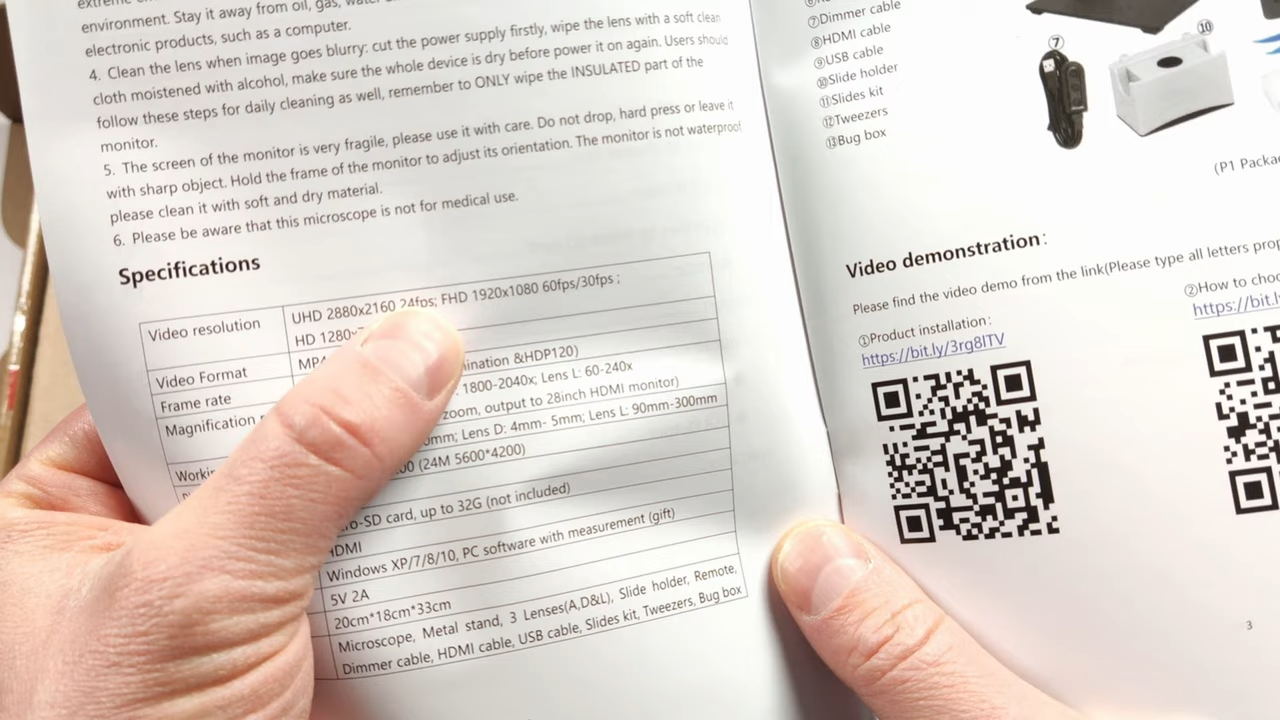 environment. Stay it away from oil, gas,
electronic products, such as a computer.
4. Clean the lens when image goes blurry: cut the power supply firstly, wipe the lens with a soft clean
cloth moistened with alcohol, make sure the whole device is dry before power it on again. Users should
follow these steps for daily cleaning as well, remember to ONLY wipe the INSULATED part of the
monitor.
5. The screen of the monitor is very fragile, please use it with care. Do not drop, hard press or leave it
with sharp object. Hold the frame of the monitor to adjust its orientation. The monitor is not waterproof
please clean it with soft and dry material.
6. Please be aware that this microscope is not for medical use.
Specifications
Video resolution UHD 2880x2160 24fps; FHD 1920x1080 60fps/30fps ;
HD
Video Format
Frame rate &HDP120)
Magnification 1800-2040x; Lens L: 60-240x
zoom, output to 28inch HDMI monitor)
Lens D: 4mm- 5mm; Lens L: 90mm-300mm
(24M 5600*4200)
card, up to 32G (not included)
HDMI
Windows XP/7/8/10, PC software with measurement (gift)
5V 2A
20cm*18cm*33cm
Microscope, Metal stand, 3 Lenses(A,D&L), Slide holder, Remote,
Dimmer cable, HDMI cable, USB cable, Slides kit, Tweezers, Bug box
⑦Dimmer cable
⑧HDMI cable
⑨USB cable
⑩Slide holder
⑪Slides kit
⑫Tweezers
⑬Bug box
⑦
⑩
(P1
Video demonstration:
Please find the video demo from the link(Please type all letters
①Product installation:
https://bit.ly/3rg8ITV
②How to
3